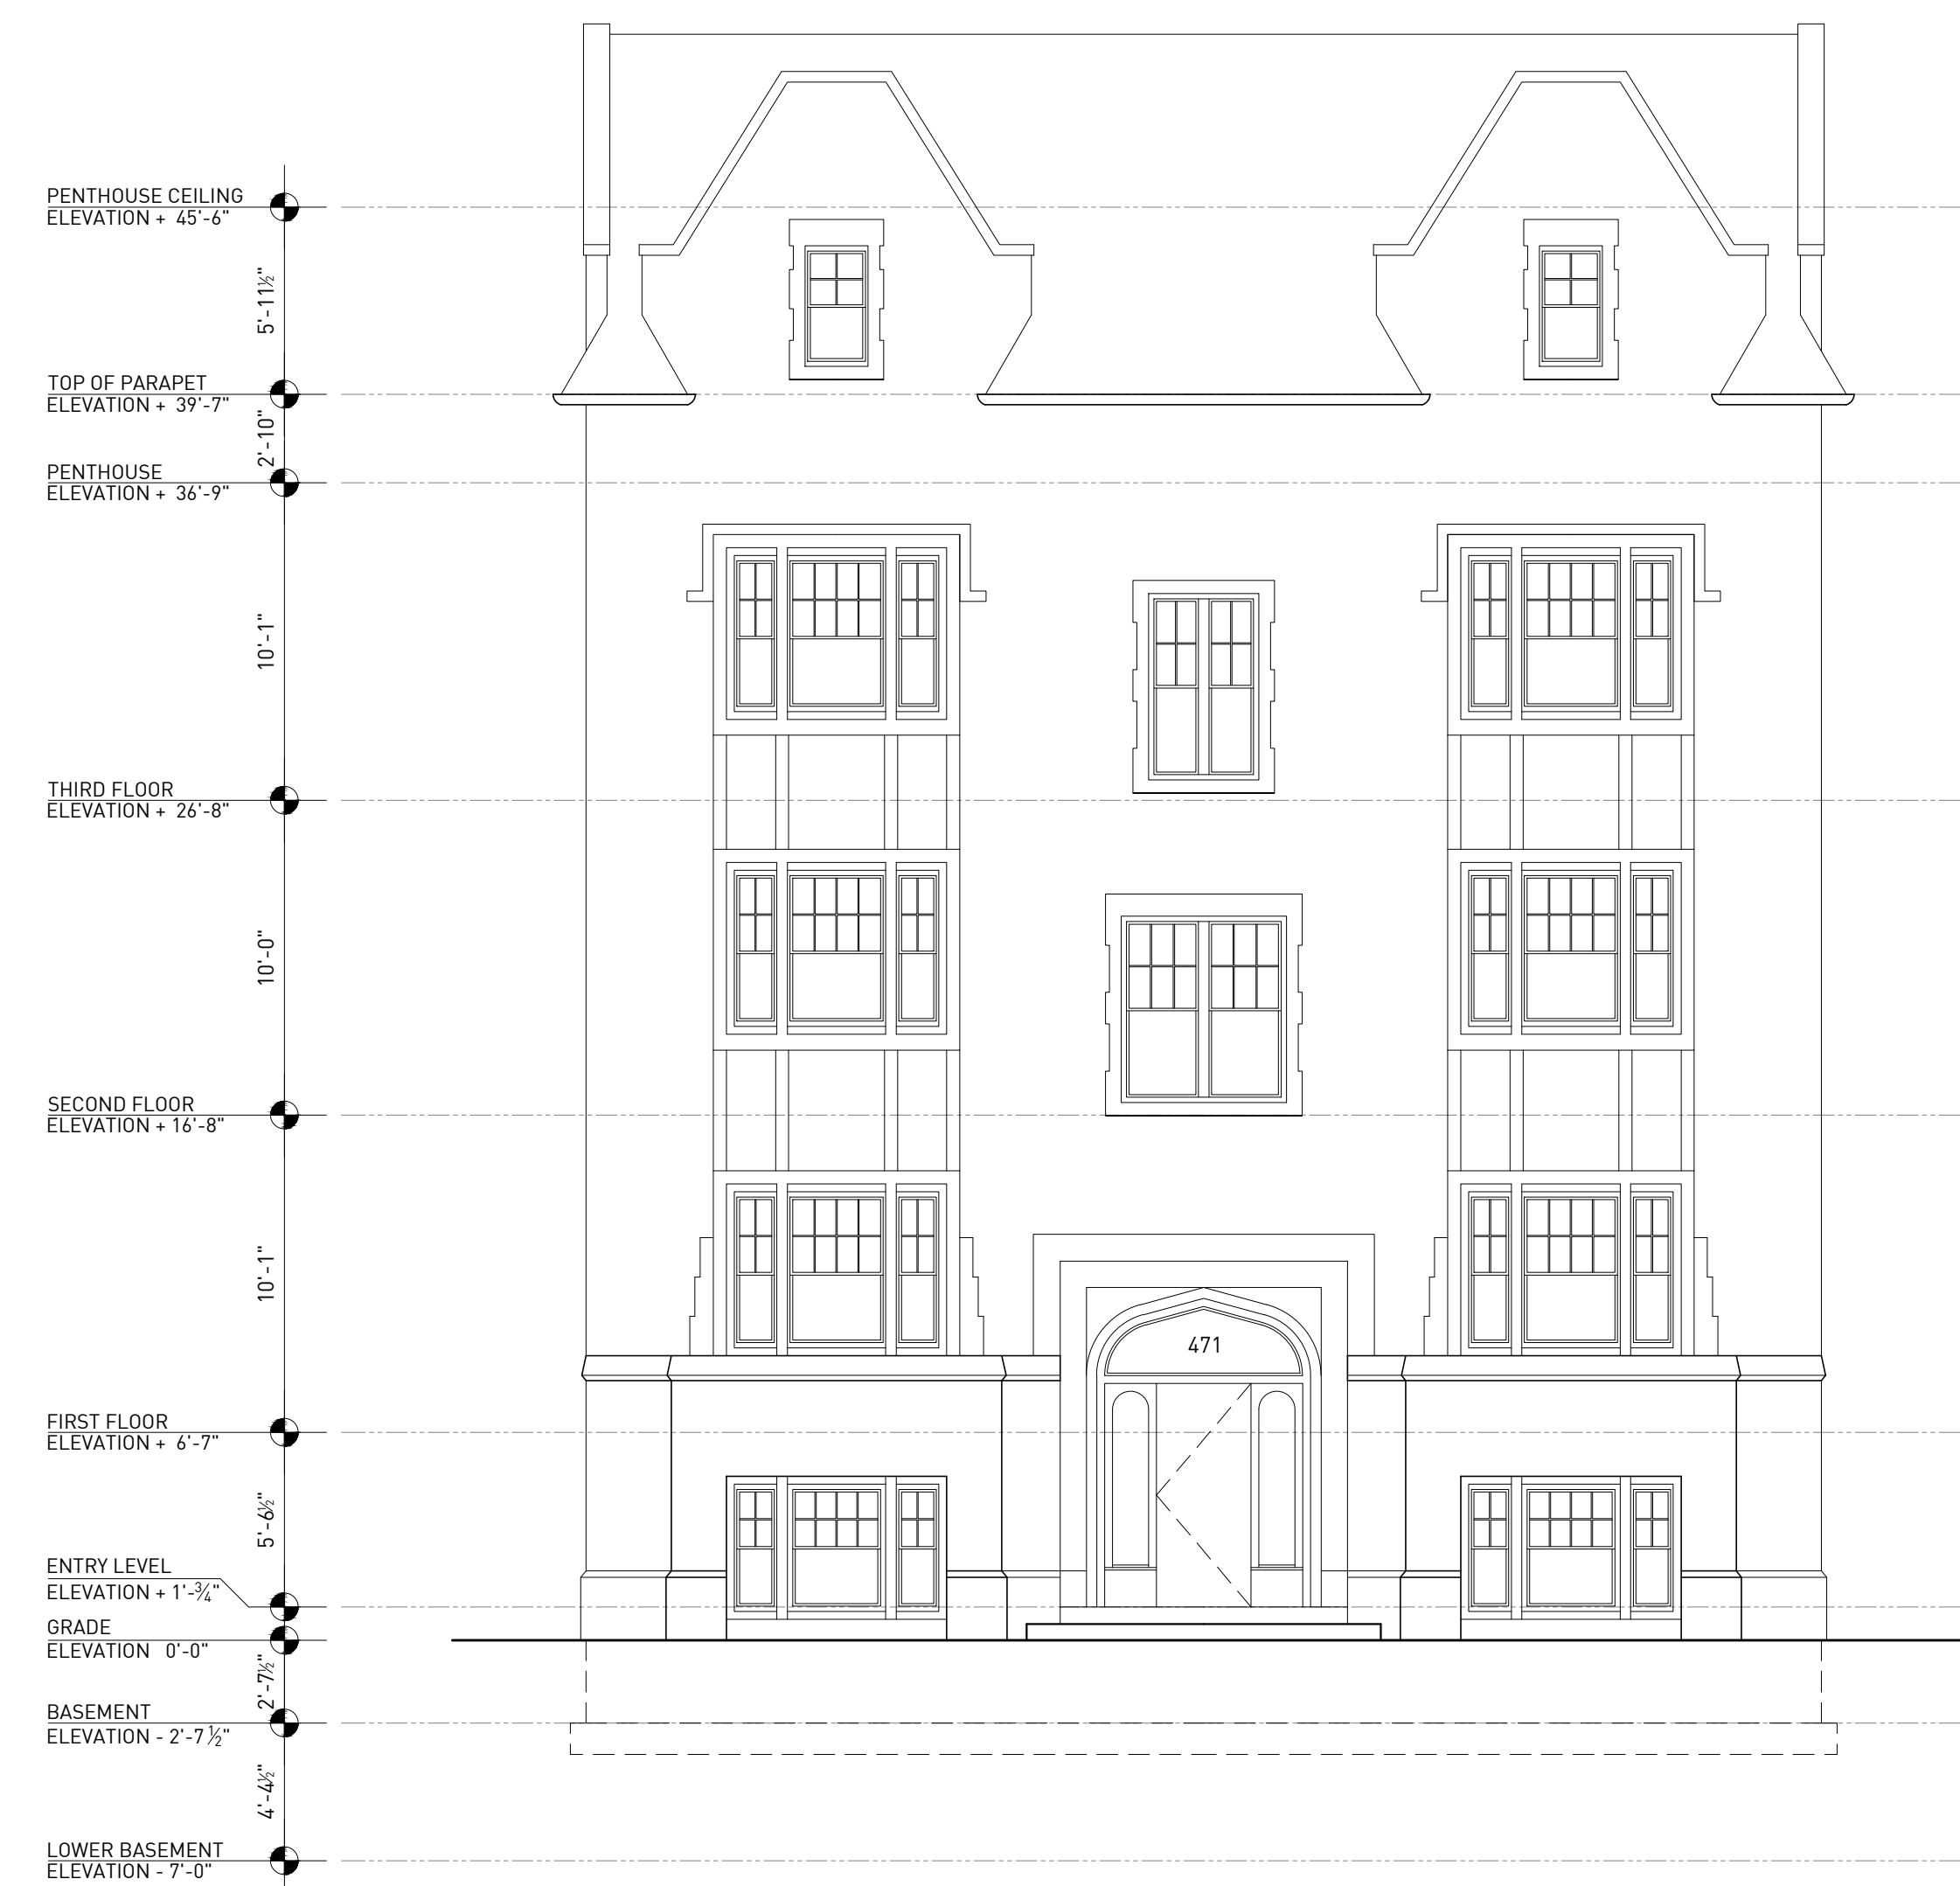 PENTHOUSE CEILING
ELEVATION + 45'-6"
5'-11½"
TOP OF PARAPET
ELEVATION + 39'-7"
2'-10"
PENTHOUSE
ELEVATION + 36'-9"
10'-1"
THIRD FLOOR
ELEVATION + 26'-8"
10'-0"
SECOND FLOOR
ELEVATION + 16'-8"
10'-1"
471
FIRST FLOOR
ELEVATION + 6'-7"
5'-6½"
ENTRY LEVEL
ELEVATION + 1'-¾"
GRADE
ELEVATION 0'-0"
2'-7½"
BASEMENT
ELEVATION - 2'-7 ½"
4'-4½"
LOWER BASEMENT
ELEVATION - 7'-0"